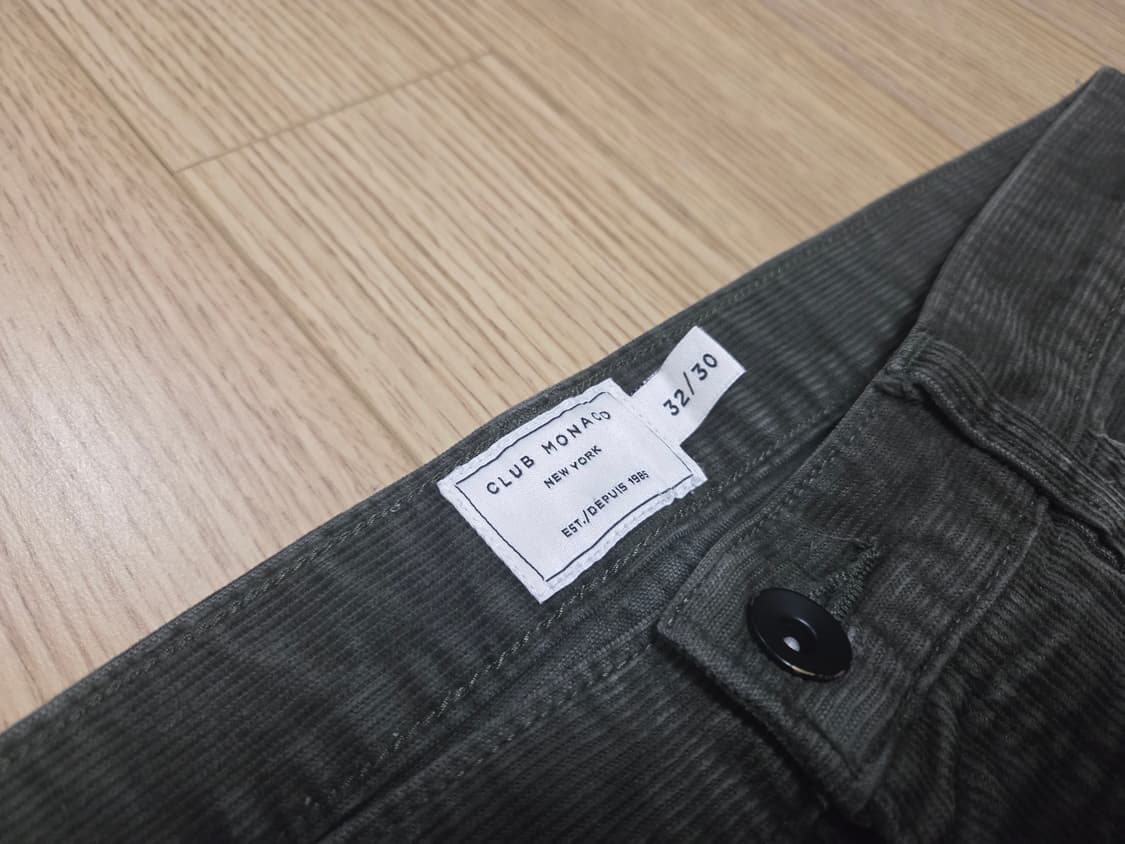 CLUB MONACO
NEW YORK
EST./DEPUIS 1985
32/30